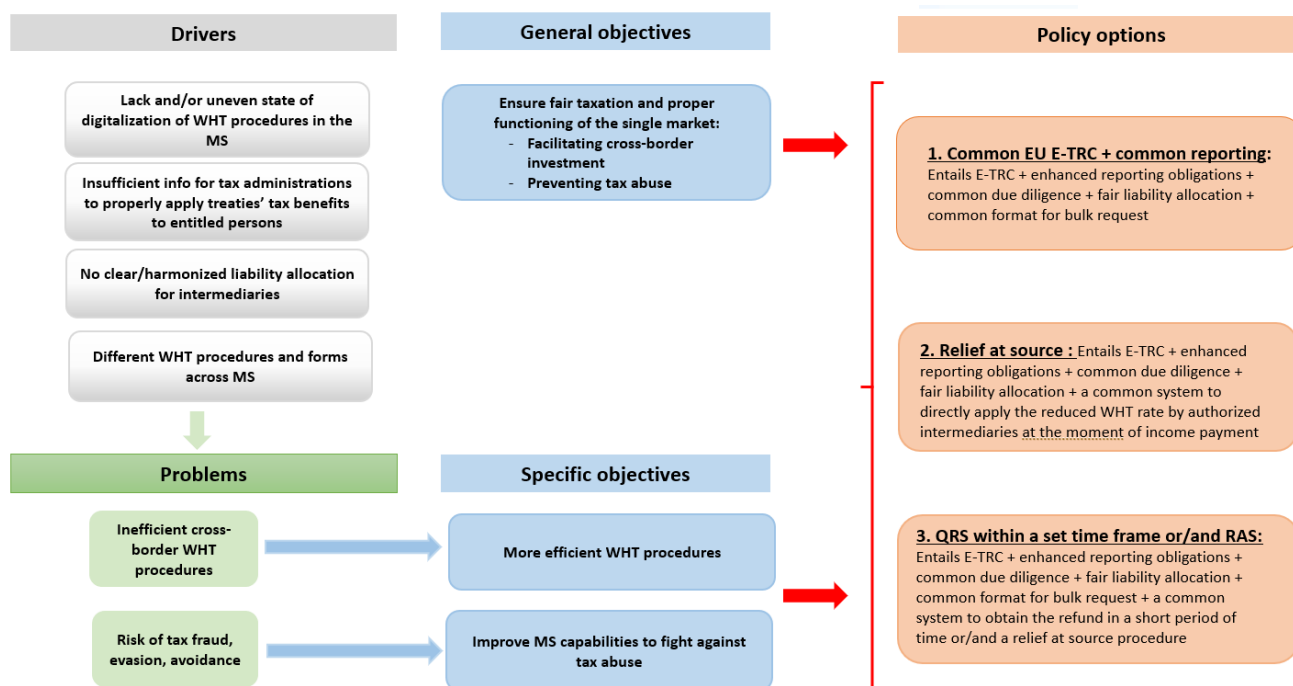 Drivers
Lack and/or uneven state of
digitalization of WHT procedures in the
MS
Insufficient info for tax administrations
to properly apply treaties’ tax benefits
to entitled persons
No clear/harmonized liability allocation
for intermediaries
Different WHT procedures and forms
across MS
Problems
Inefficient cross-
border WHT
procedures
Risk of tax fraud,
evasion, avoidance
General objectives
Ensure fair taxation and proper
functioning of the single market:
- Facilitating cross-border
investment
- Preventing tax abuse
Specific objectives
More efficient WHT procedures
Improve MS capabilities to fight against
tax abuse
Policy options
1. Common EU E-TRC + common reporting:
Entails E-TRC + enhanced reporting obligations +
common due diligence + fair liability allocation +
common format for bulk request
2. Relief at source : Entails E-TRC + enhanced
reporting obligations + common due diligence +
fair liability allocation + a common system to
directly apply the reduced WHT rate by authorized
intermediaries at the moment of income payment
3. QRS within a set time frame or/and RAS:
Entails E-TRC + enhanced reporting obligations +
common due diligence + fair liability allocation +
common format for bulk request + a common
system to obtain the refund in a short period of
time or/and a relief at source procedure